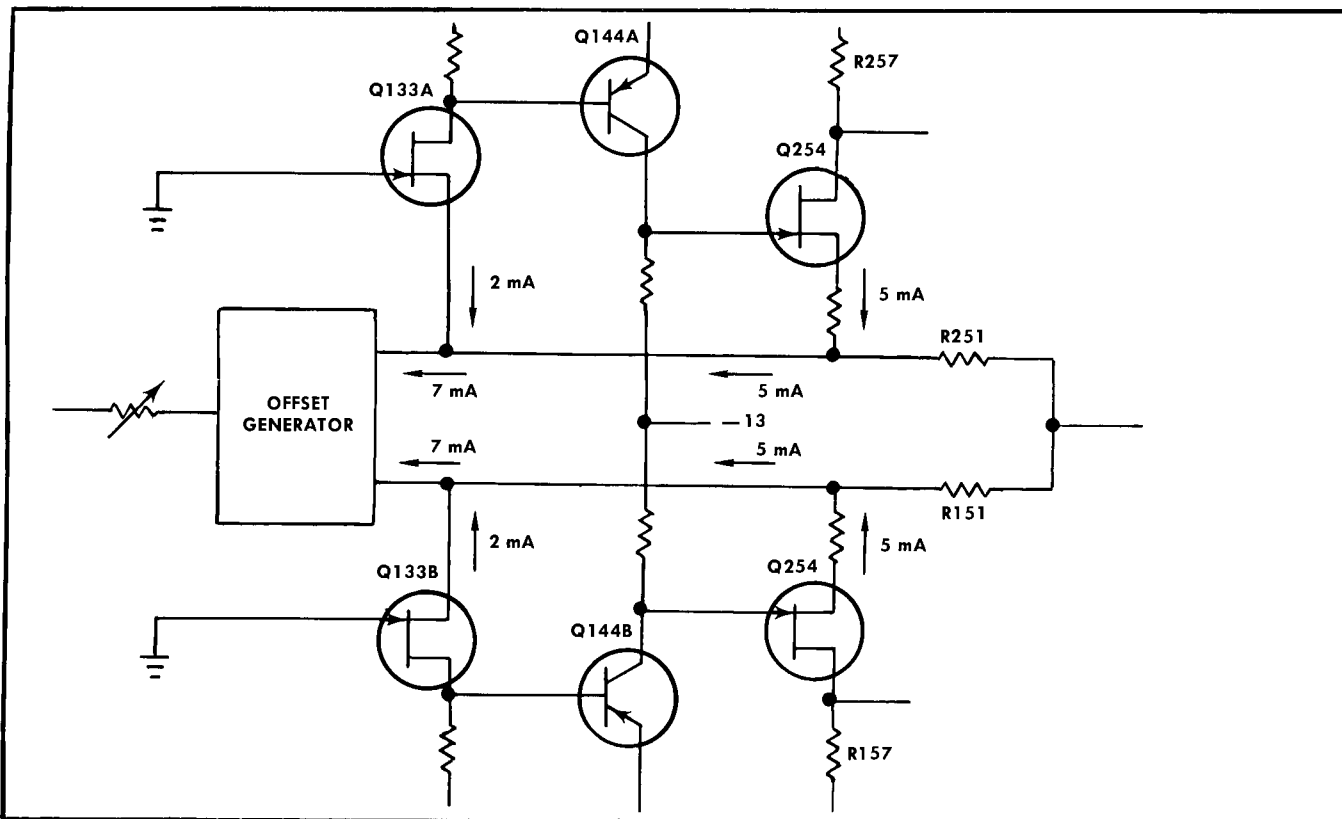 Q144A
R257
Q133A
Q254
2 mA
5 mA
R251
7 mA
5 mA
OFFSET
GENERATOR
— — 13
7 mA
5 mA
R151
2 mA
5 mA
Q133B
Q254
Q144B
R157